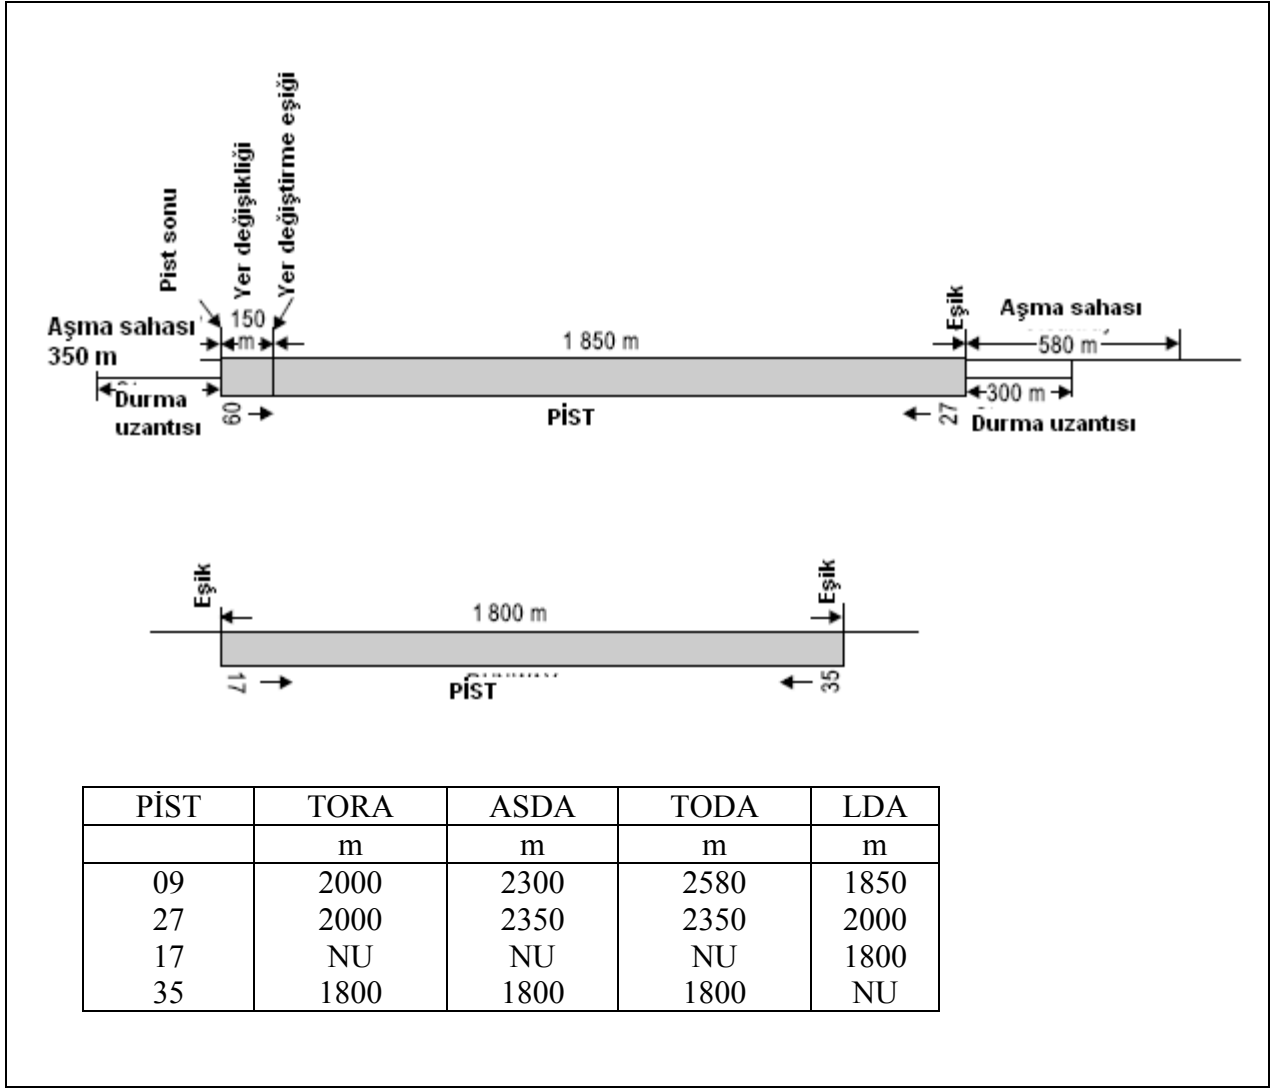 Pist sonu
Yer değişikliği
Yer değiştirme eşiği
Aşma sahası
350 m
150
m
1 850 m
Eşik
Aşma sahası
580 m
Durma
uzantısı
09
PİST
27
300 m
Durma uzantısı
Eşik
1 800 m
Eşik
17
PİST
35
PİST TORA ASDA TODA LDA
m m m m
09 2000 2300 2580 1850
27 2000 2350 2350 2000
17 NU NU NU 1800
35 1800 1800 1800 NU